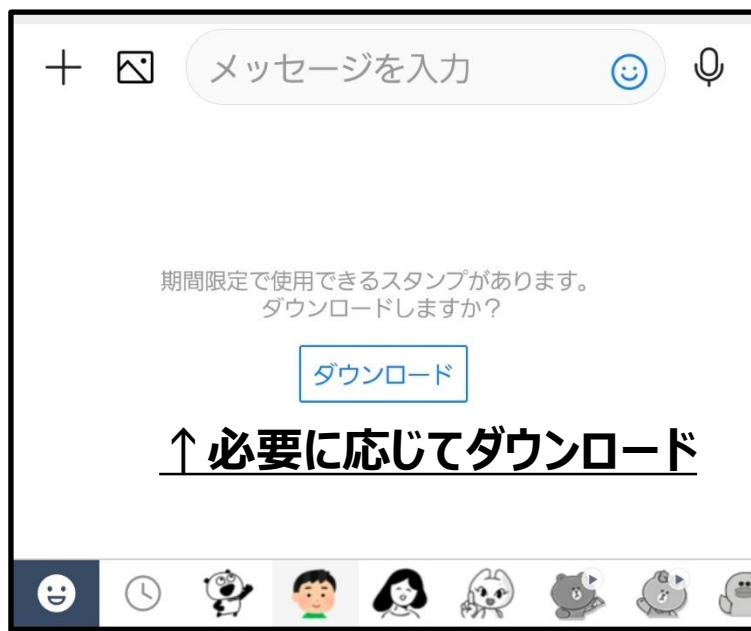 メッセージを入力
期間限定で使用できるスタンプがあります。
ダウンロードしますか？
ダウンロード
↑必要に応じてダウンロード